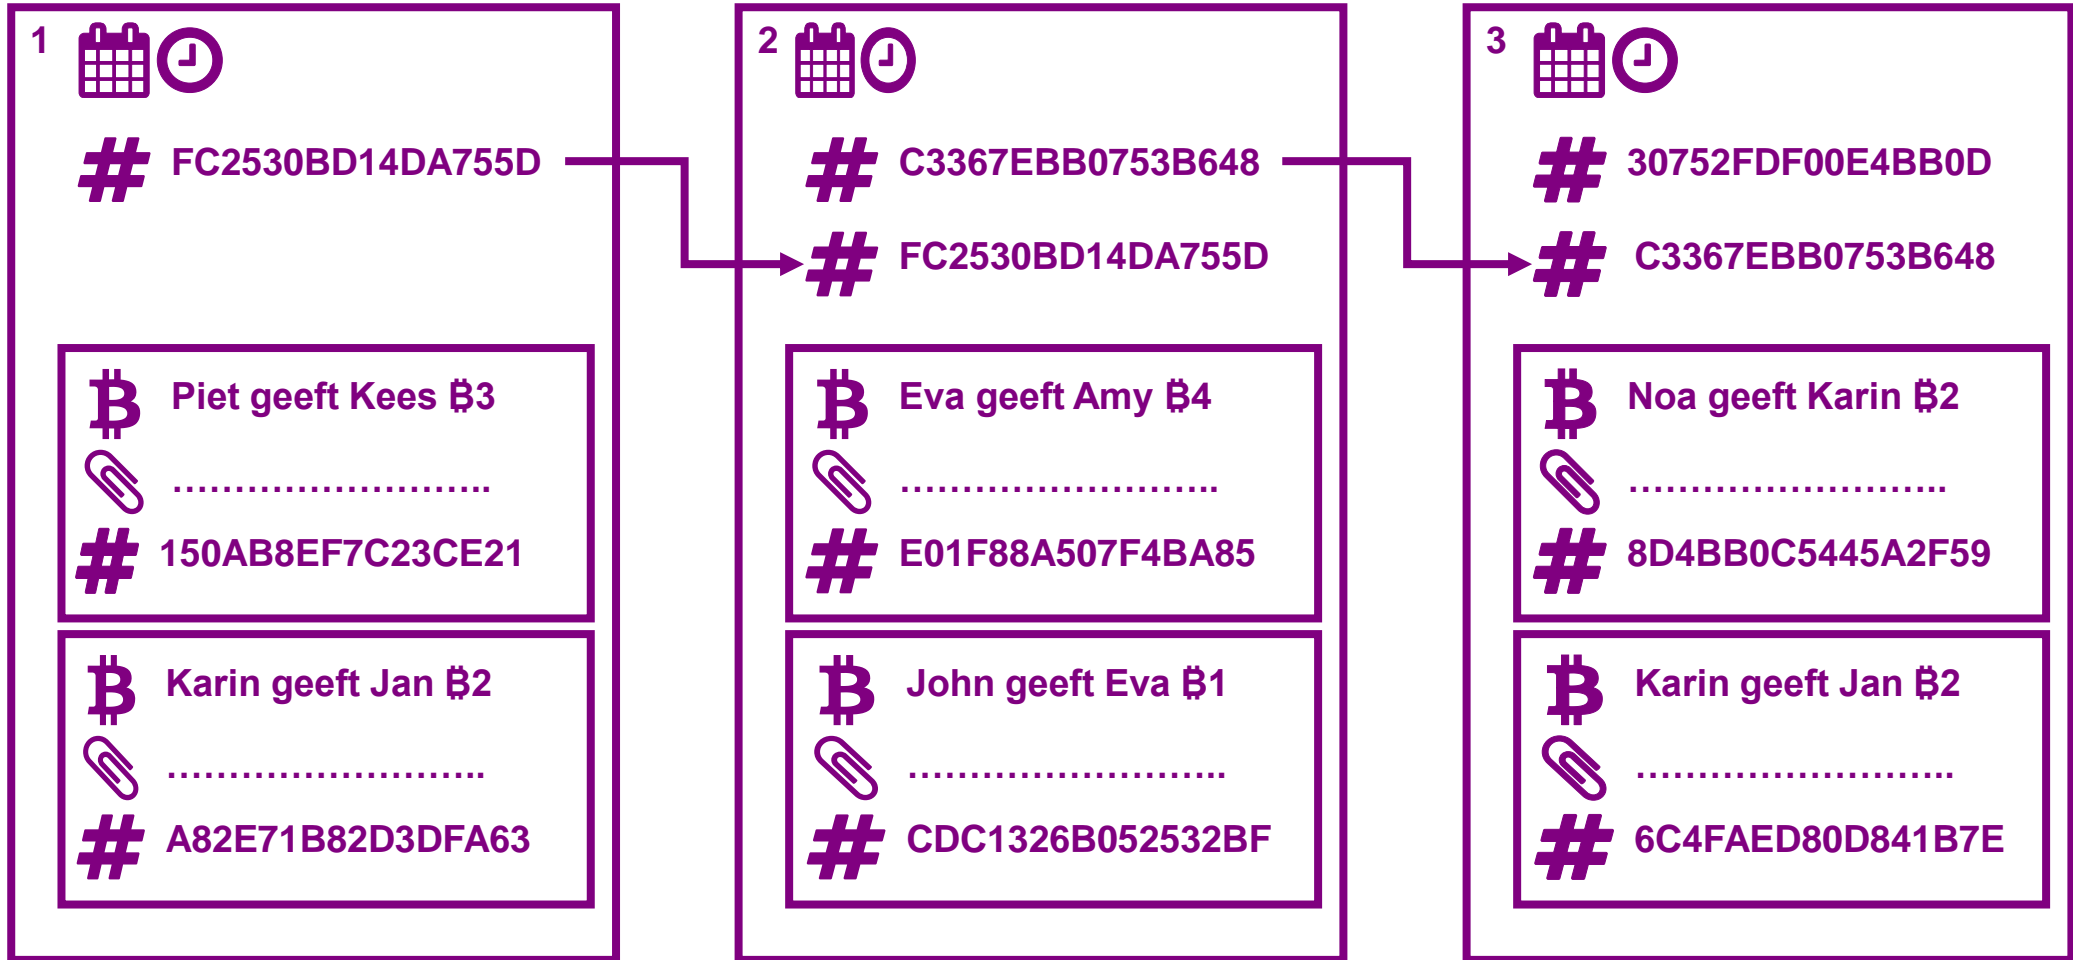 1
FC2530BD14DA755D
Piet geeft Kees ₿3
……………………..
150AB8EF7C23CE21
Karin geeft Jan ₿2
……………………..
A82E71B82D3DFA63
2
C3367EBB0753B648
FC2530BD14DA755D
Eva geeft Amy ₿4
……………………..
E01F88A507F4BA85
John geeft Eva ₿1
……………………..
CDC1326B052532BF
3
30752FDF00E4BB0D
C3367EBB0753B648
Noa geeft Karin ₿2
……………………..
8D4BB0C5445A2F59
Karin geeft Jan ₿2
……………………..
6C4FAED80D841B7E